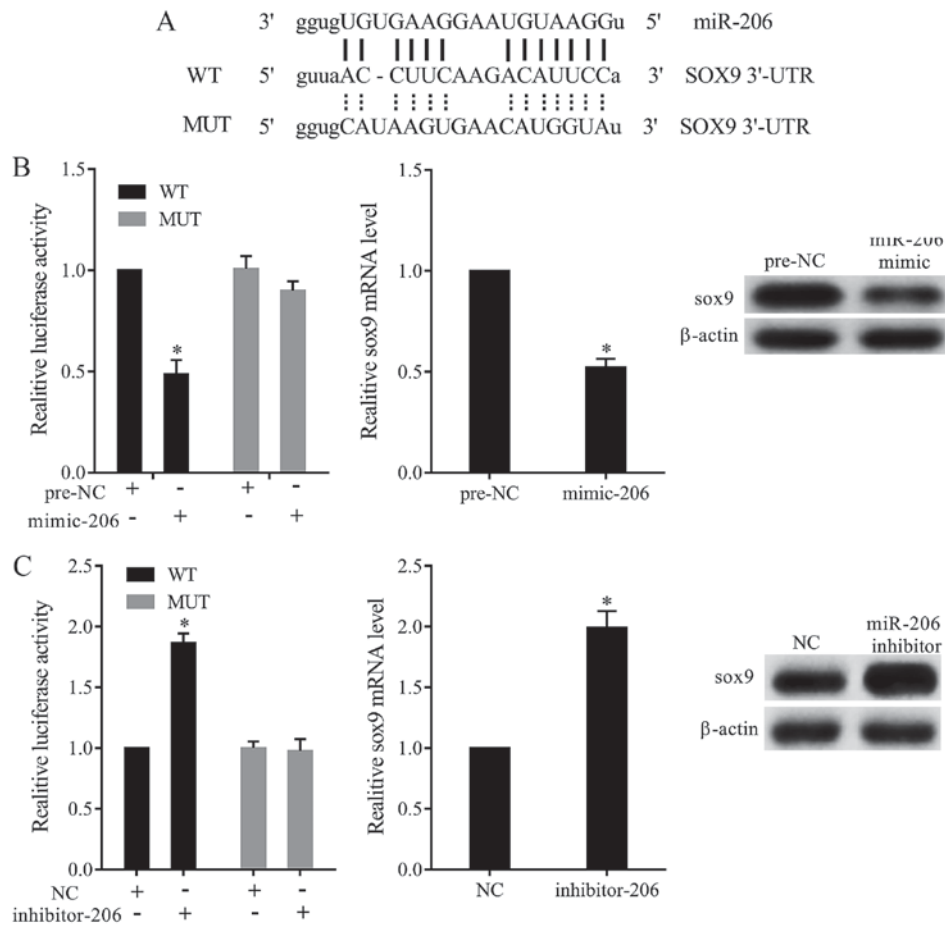 A
3' ggugUGUGAAGGAAUGUAAGGu 5' miR-206
WT 5' guuaAC - CUUCAAGACAUUCCa 3' SOX9 3'-UTR
MUT 5' ggugCAUAAGUGAACAUGGUAu 3' SOX9 3'-UTR
B
Realitive luciferase activity
1.5
1.0
0.5
0.0
WT
MUT
*
pre-NC + - + -
mimic-206 - + - +
Realitive sox9 mRNA level
1.5
1.0
0.5
0.0
*
pre-NC mimic-206
pre-NC miR-206 mimic
sox9
β-actin
C
Realitive luciferase activity
2.5
2.0
1.5
1.0
0.5
0.0
WT
MUT
*
NC + - + -
inhibitor-206 - + - +
Realitive sox9 mRNA level
2.5
2.0
1.5
1.0
0.5
0.0
*
NC inhibitor-206
NC miR-206 inhibitor
sox9
β-actin